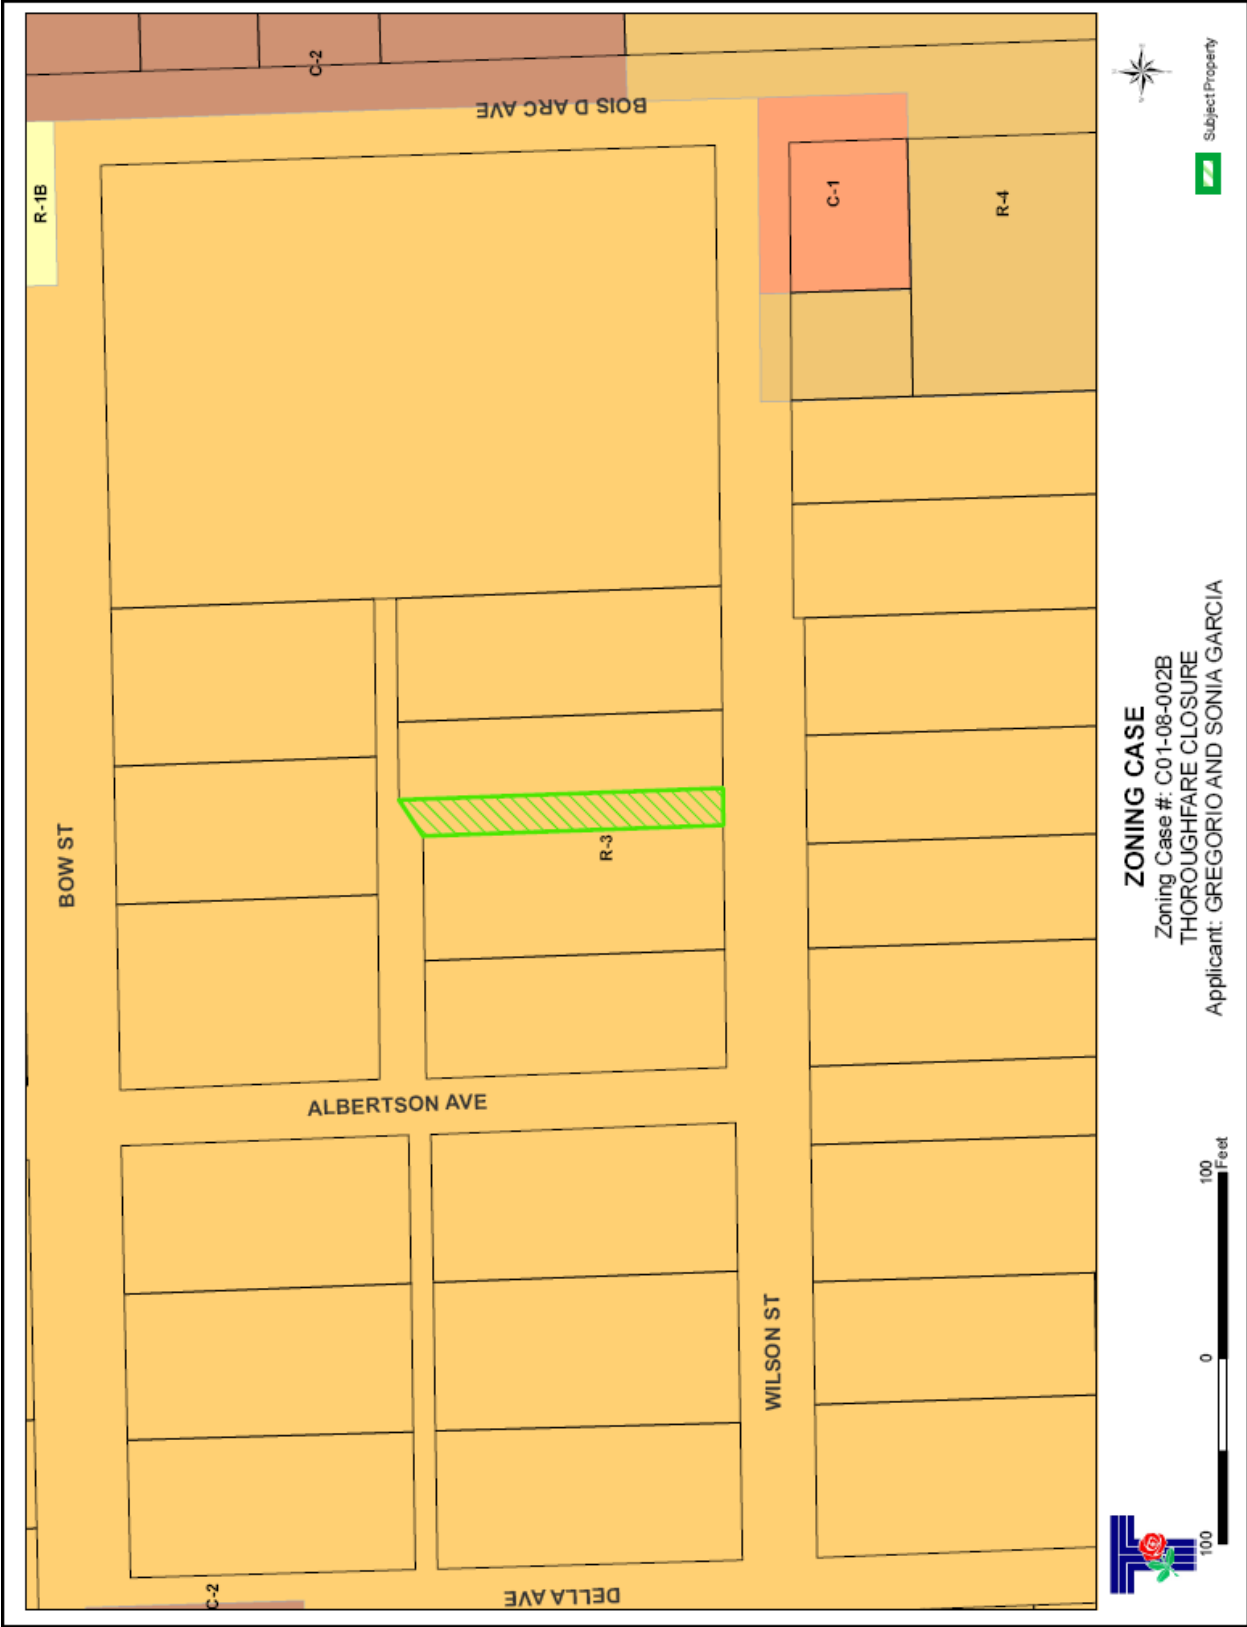 BOW ST
R-1B
C-2
BOIS D ARC AVE
ALBERTSON AVE
R-3
C-1
R-4
C-2
DELLA AVE
WILSON ST
ZONING CASE
Zoning Case #: C01-08-002B
THOROUGHFARE CLOSURE
Applicant: GREGORIO AND SONIA GARCIA
100 0 100
Feet
Subject Property